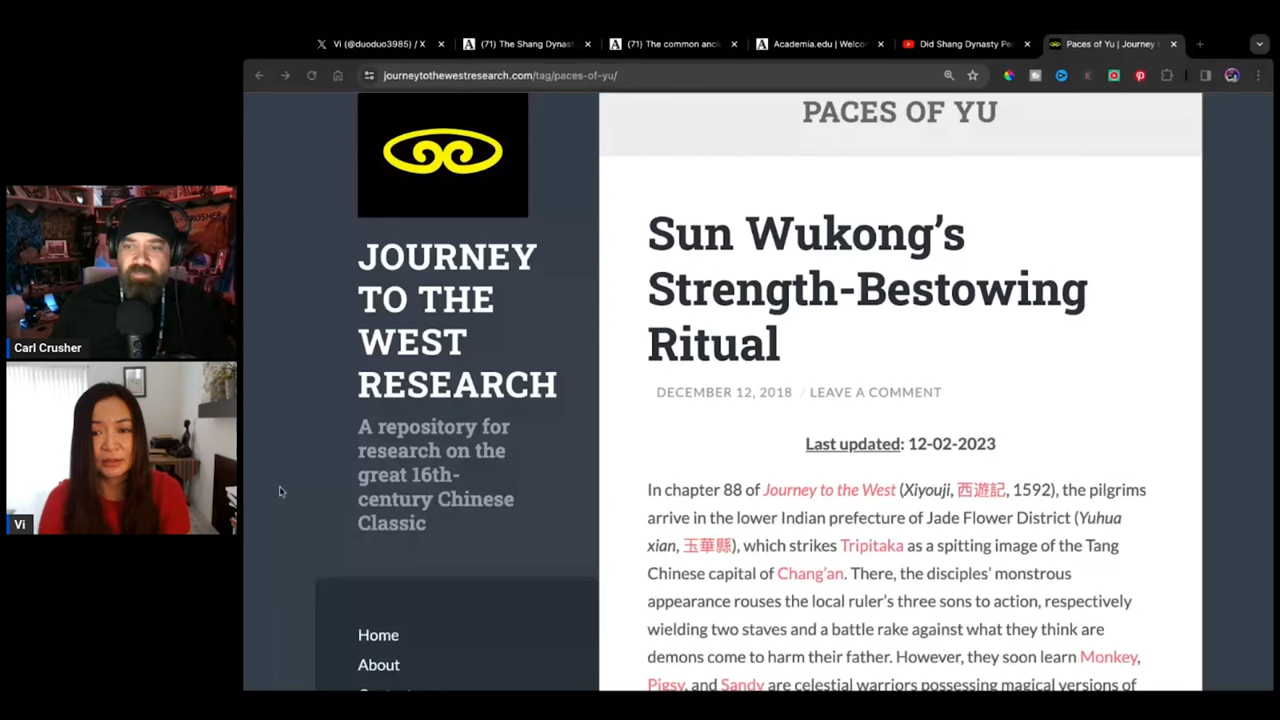 Vi (@duoduo3985) / X
(71) The Shang Dynast
(71) The common anci
Academia.edu | Welco
Did Shang Dynasty Pe
Paces of Yu | Journey
journeytothewestresearch.com/tag/paces-of-yu/
PACES OF YU
JOURNEY
TO THE
WEST
RESEARCH
A repository for
research on the
great 16th-
century Chinese
Classic
Home
About
Sun Wukong's
Strength-Bestowing
Ritual
DECEMBER 12, 2018 / LEAVE A COMMENT
Last updated: 12-02-2023
In chapter 88 of Journey to the West (Xiyouji, 西遊記, 1592), the pilgrims
arrive in the lower Indian prefecture of Jade Flower District (Yuhua
xian, 玉華縣), which strikes Tripitaka as a spitting image of the Tang
Chinese capital of Chang'an. There, the disciples' monstrous
appearance rouses the local ruler's three sons to action, respectively
wielding two staves and a battle rake against what they think are
demons come to harm their father. However, they soon learn Monkey,
Pigsy, and Sandy are celestial warriors possessing magical versions of
Carl Crusher
Vi